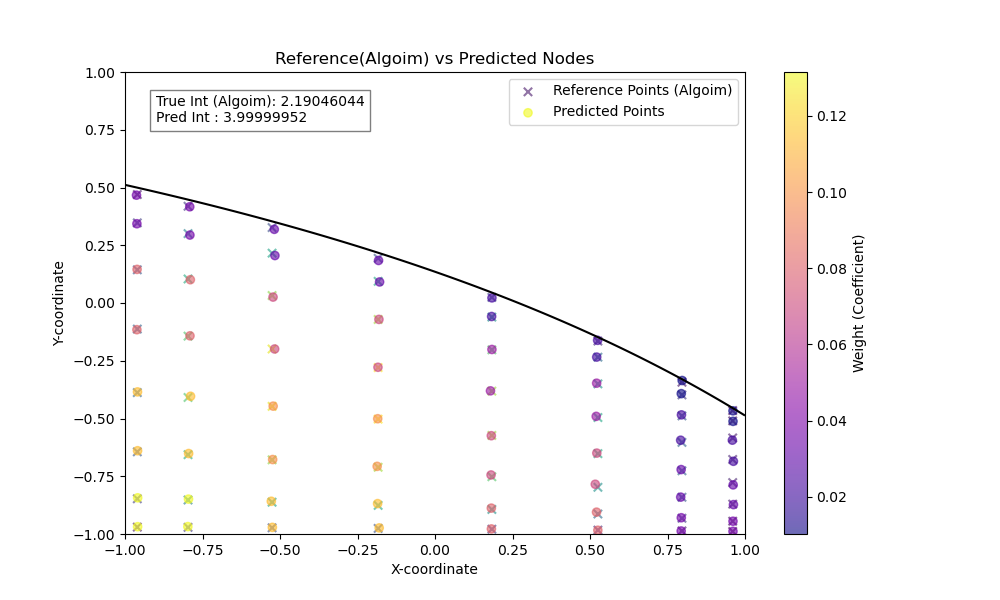 Reference(Algoim) vs Predicted Nodes
True Int (Algoim): 2.19046044
Pred Int : 3.99999952
Reference Points (Algoim)
Predicted Points
1.00
0.75
0.50
0.25
0.00
−0.25
−0.50
−0.75
−1.00
Y-coordinate
−1.00 −0.75 −0.50 −0.25 0.00 0.25 0.50 0.75 1.00
X-coordinate
0.12
0.10
0.08
0.06
0.04
0.02
Weight (Coefficient)